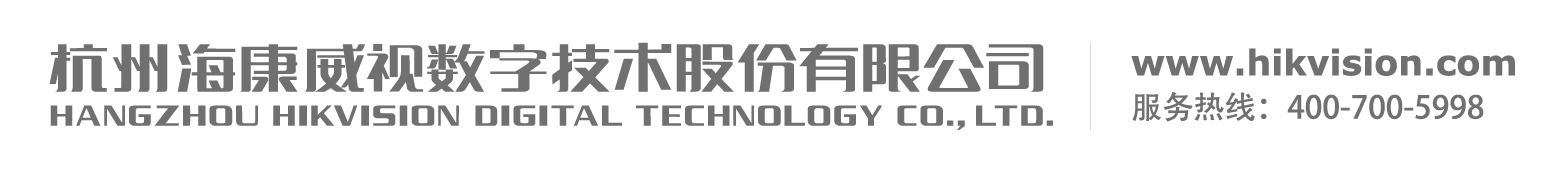 杭州海康威视数字技术股份有限公司
HANGZHOU HIKVISION DIGITAL TECHNOLOGY CO., LTD.
www.hikvision.com
服务热线：400-700-5998